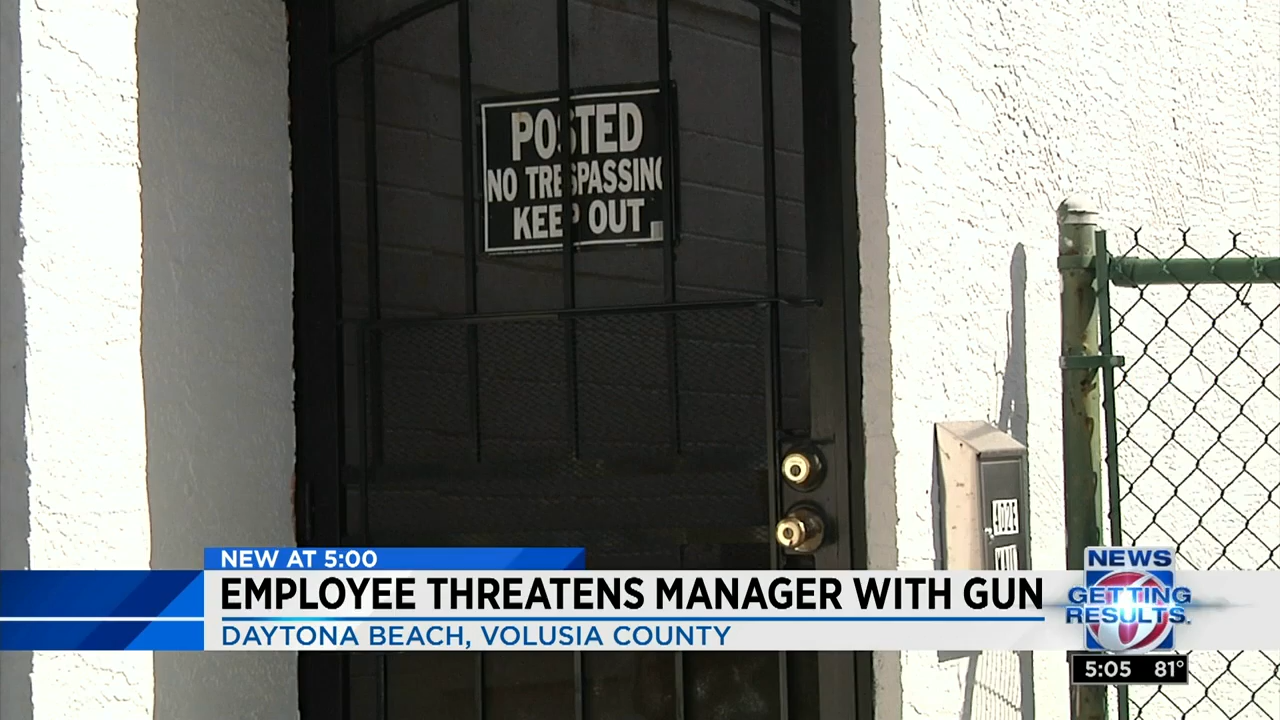 POSTED
NO TRESPASSING
KEEP OUT
NEW AT 5:00
EMPLOYEE THREATENS MANAGER WITH GUN
DAYTONA BEACH, VOLUSIA COUNTY
NEWS
6
GETTING
RESULTS.
5:05 81°